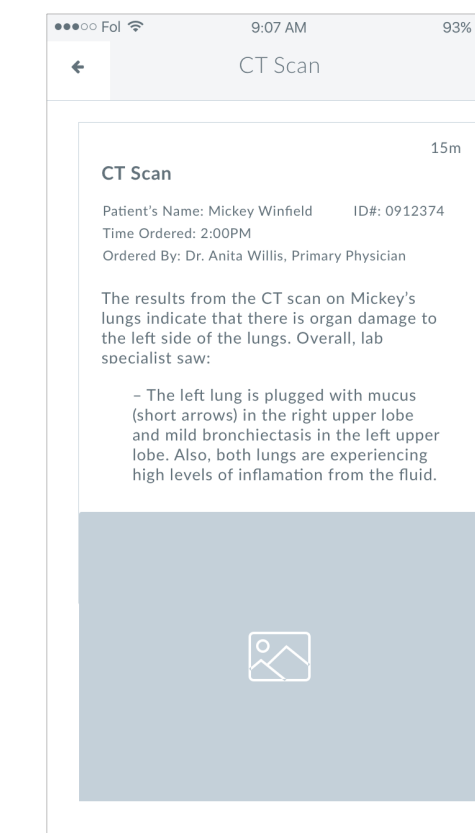 Fol 9:07 AM 93%
CT Scan
15m
CT Scan
Patient's Name: Mickey Winfield ID#: 0912374
Time Ordered: 2:00PM
Ordered By: Dr. Anita Willis, Primary Physician
The results from the CT scan on Mickey's
lungs indicate that there is organ damage to
the left side of the lungs. Overall, lab
specialist saw:
– The left lung is plugged with mucus
(short arrows) in the right upper lobe
and mild bronchiectasis in the left upper
lobe. Also, both lungs are experiencing
high levels of inflamation from the fluid.